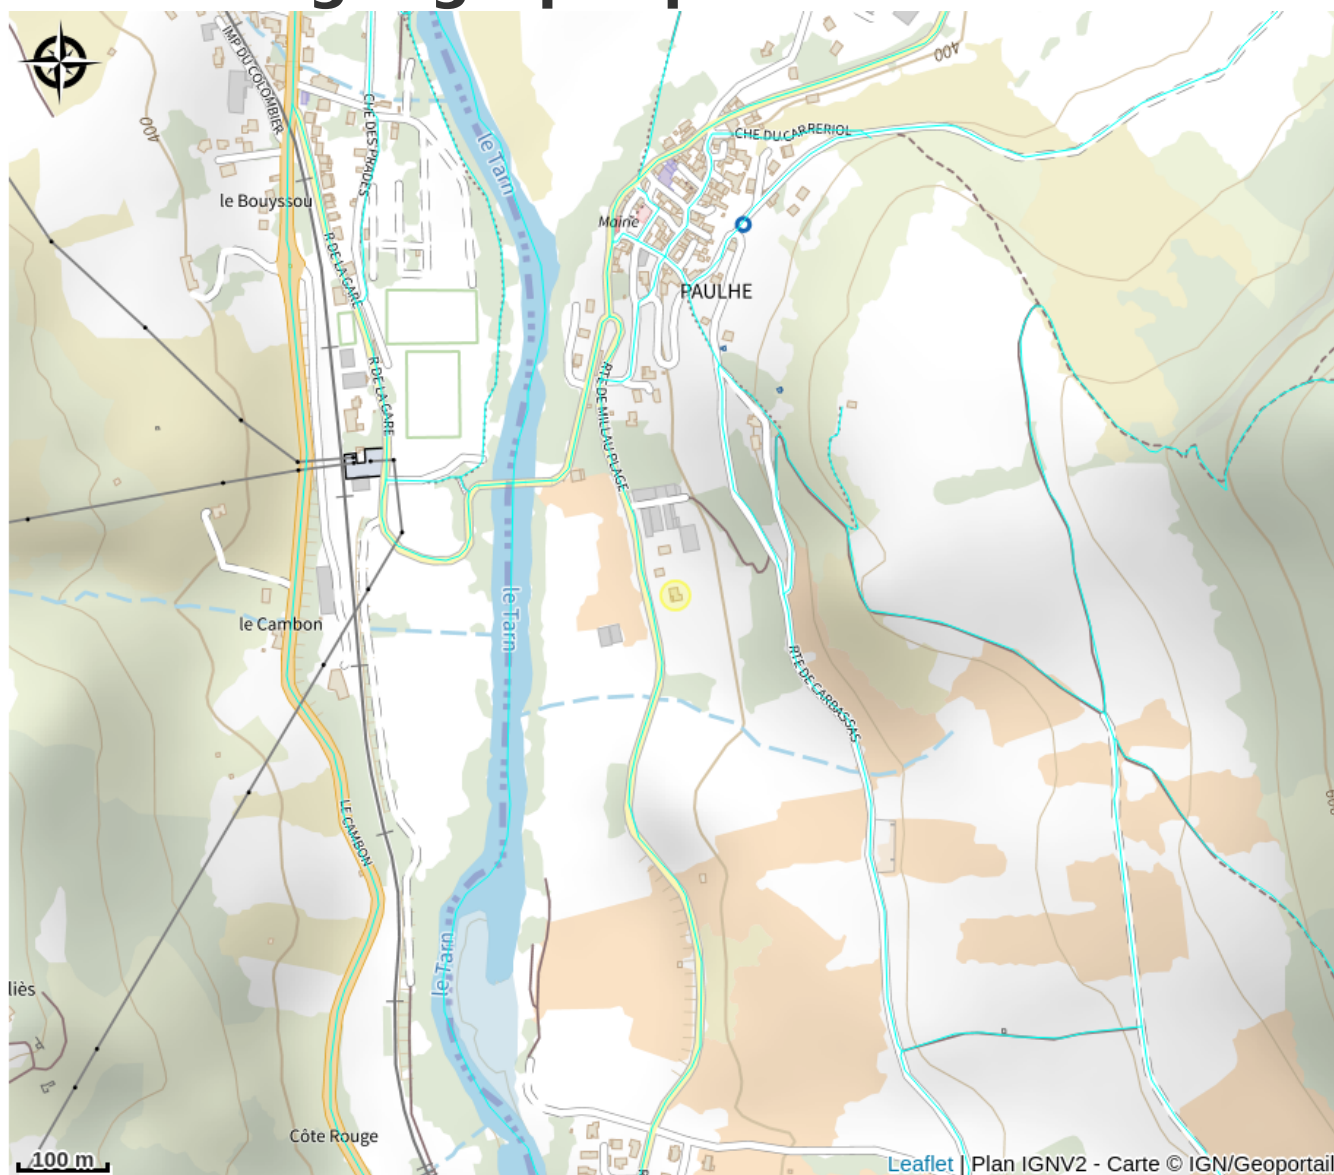 IMP DU COLOMBIER
400
400
CHE DES PRADES
le Tarn
CHE DU CARRERIOL
le Bouyssou
Mairie
R DE LA GARE
PAULHE
R DE LA GARE
RTE DE MILLAU PLAGE
le Tarn
le Cambon
RTE DE CARBASSAS
LE CAMBON
le Tarn
liès
Côte Rouge
100 m
Leaflet | Plan IGNV2 - Carte © IGN/Geoportail